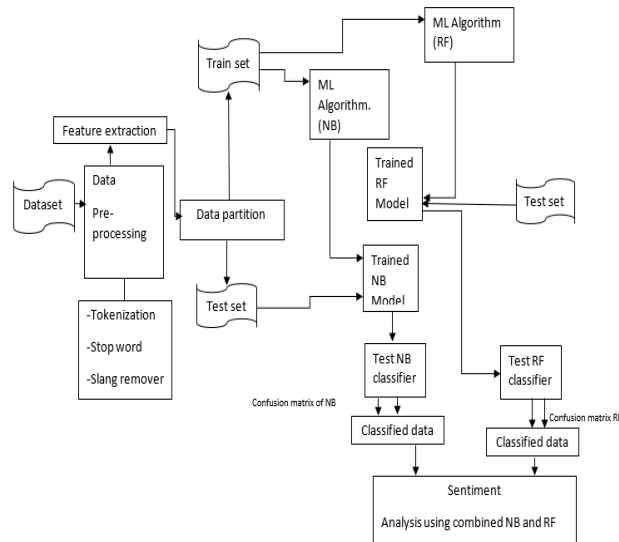 ML Algorithm
(RF)
Train set
ML
Algorithm.
(NB)
Feature extraction
Data
Pre-
processing
Dataset
Data partition
Trained
RF
Model
Test set
Trained
NB
Model
Test set
-Tokenization
-Stop word
-Slang remover
Test NB
classifier
Test RF
classifier
Confusion matrix of NB
Confusion matrix RF
Classified data
Classified data
Sentiment
Analysis using combined NB and RF